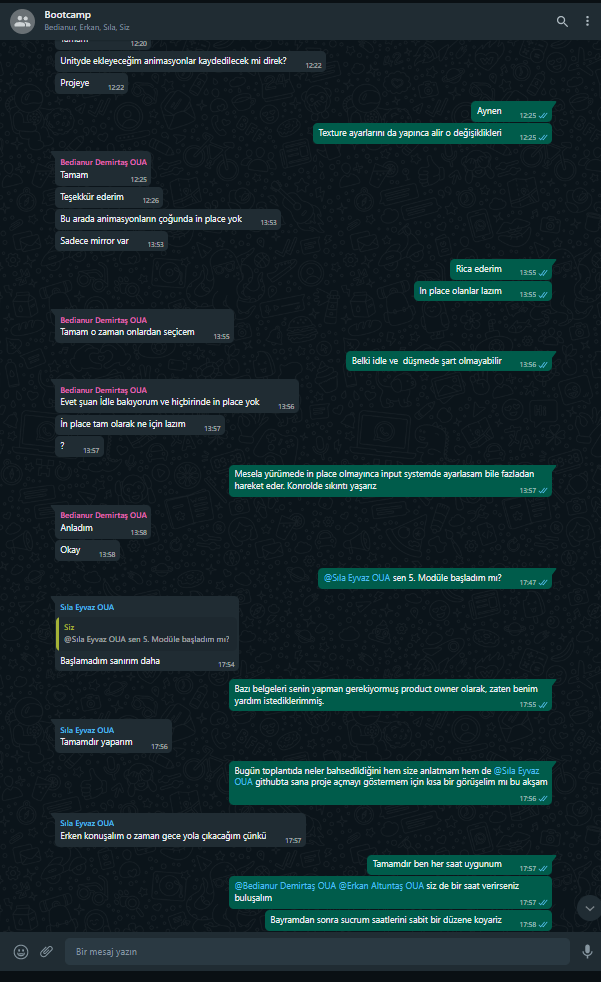 Bootcamp
Bedianur, Erkan, Sıla, Siz
Tamam
12:20
Unityde ekleyeceğim animasyonlar kaydedilecek mi direk?
12:22
Projeye
12:22
Aynen
12:25
Texture ayarlarını da yapınca alir o değişiklikleri
12:25
Bedianur Demirtaş OUA
Tamam
12:25
Teşekkür ederim
12:26
Bu arada animasyonların çoğunda in place yok
13:53
Sadece mirror var
13:53
Rica ederim
13:55
In place olanlar lazım
13:55
Bedianur Demirtaş OUA
Tamam o zaman onlardan seçicem
13:55
Belki idle ve düşmede şart olmayabilir
13:56
Bedianur Demirtaş OUA
Evet şuan İdle bakıyorum ve hiçbirinde in place yok
13:56
İn place tam olarak ne için lazım
13:57
?
13:57
Mesela yürümede in place olmayınca input systemde ayarlasam bile fazladan
hareket eder. Konrolde sıkıntı yaşarız
13:57
Bedianur Demirtaş OUA
Anladım
13:58
Okay
13:58
@Sıla Eyvaz OUA sen 5. Modüle başladım mı?
17:47
Sıla Eyvaz OUA
Siz
@Sıla Eyvaz OUA sen 5. Modüle başladım mı?
Başlamadım sanırım daha
17:54
Bazı belgeleri senin yapman gerekiyormuş product owner olarak, zaten benim
yardım istediklerimmiş.
17:55
Sıla Eyvaz OUA
Tamamdır yaparım
17:56
Bugün toplantıda neler bahsedildiğini hem size anlatmam hem de @Sıla Eyvaz
OUA githubta sana proje açmayı göstermem için kısa bir görüşelim mı bu akşam
17:56
Sıla Eyvaz OUA
Erken konuşalım o zaman gece yola çıkacağım çünkü
17:57
Tamamdır ben her saat uygunum
17:57
@Bedianur Demirtaş OUA @Erkan Altuntaş OUA siz de bir saat verirseniz
buluşalım
17:57
Bayramdan sonra sucrum saatlerini sabit bir düzene koyariz
17:58
Bir mesaj yazın